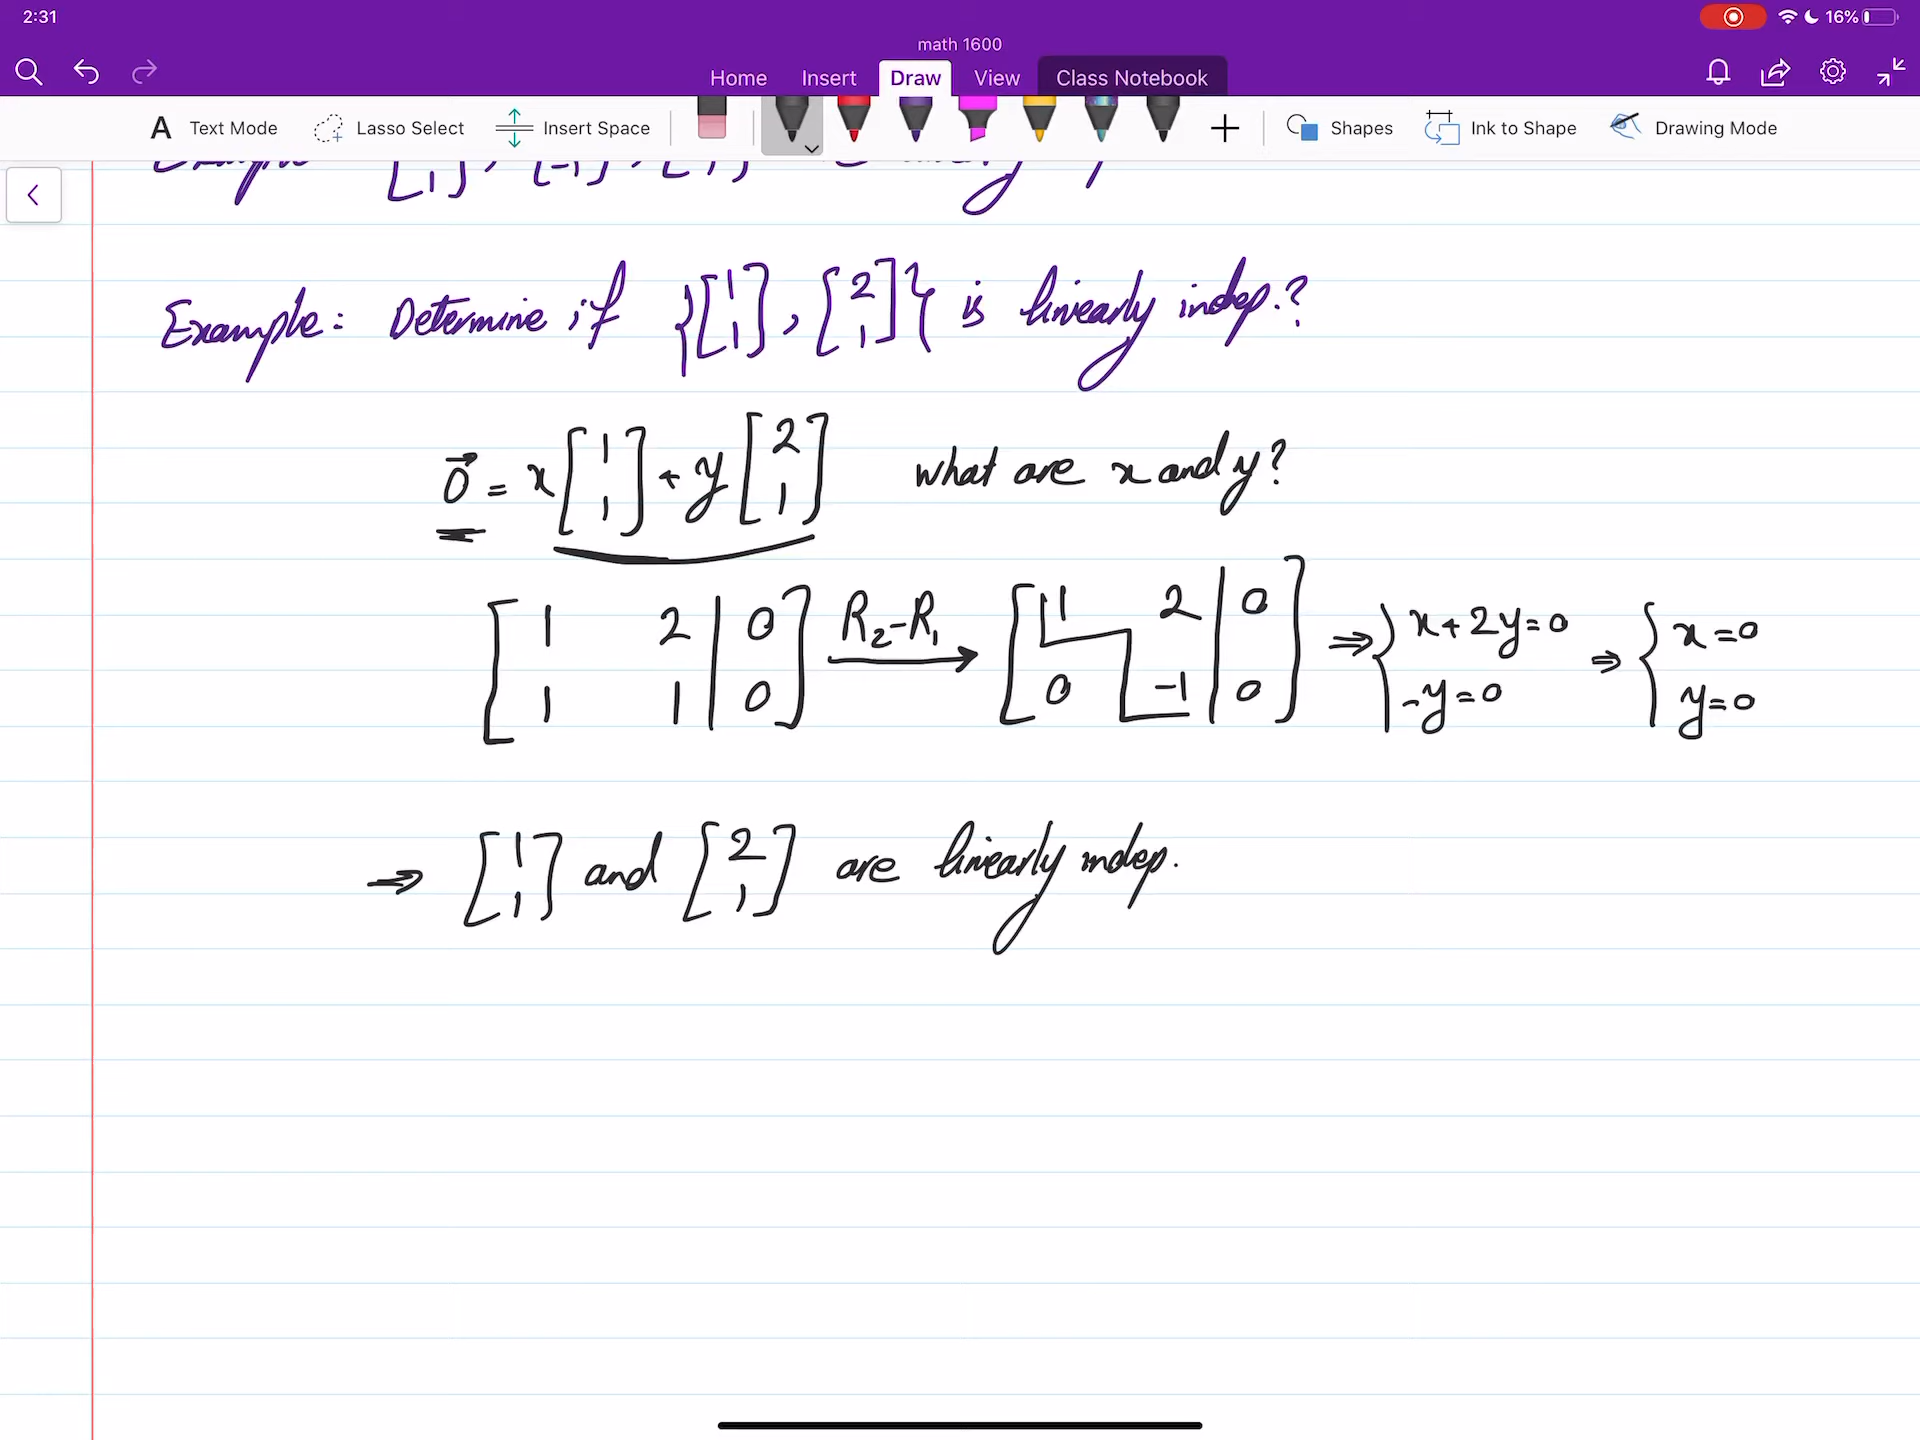 2:31
16%
math 1600
Home Insert Draw View Class Notebook
A Text Mode Lasso Select Insert Space Shapes Ink to Shape Drawing Mode
Example: Determine if {[1 1], [2 1]} is linearly indep.?
0⃗ = x [1 1] + y [2 1] what are x and y?
[1 2 | 0; 1 1 | 0] R₂-R₁ → [1 2 | 0; 0 -1 | 0] ⇒ { x+2y=0, -y=0 ⇒ { x=0, y=0
⇒ [1 1] and [2 1] are linearly indep.